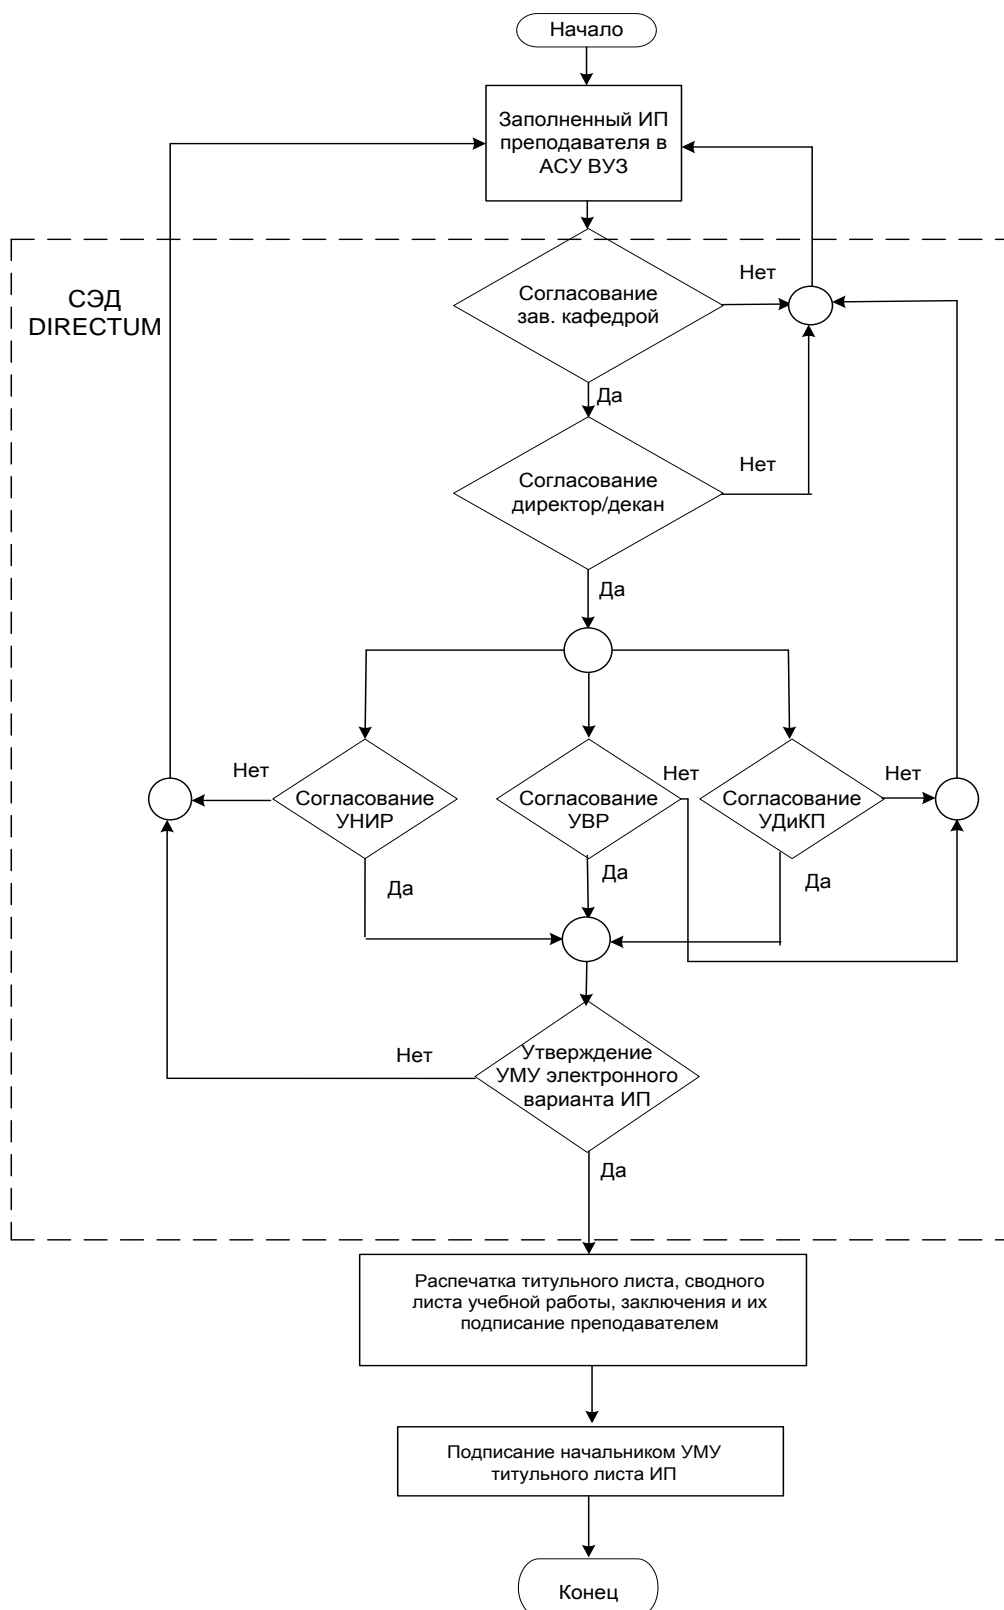 Начало
Заполненный ИП
преподавателя в
АСУ ВУЗ
СЭД
DIRECTUM
Согласование
зав. кафедрой
Нет
Да
Согласование
директор/декан
Нет
Да
Нет
Согласование
УНИР
Да
Согласование
УВР
Нет
Да
Согласование
УДиКП
Нет
Да
Утверждение
УМУ электронного
варианта ИП
Нет
Да
Распечатка титульного листа, сводного
листа учебной работы, заключения и их
подписание преподавателем
Подписание начальником УМУ
титульного листа ИП
Конец